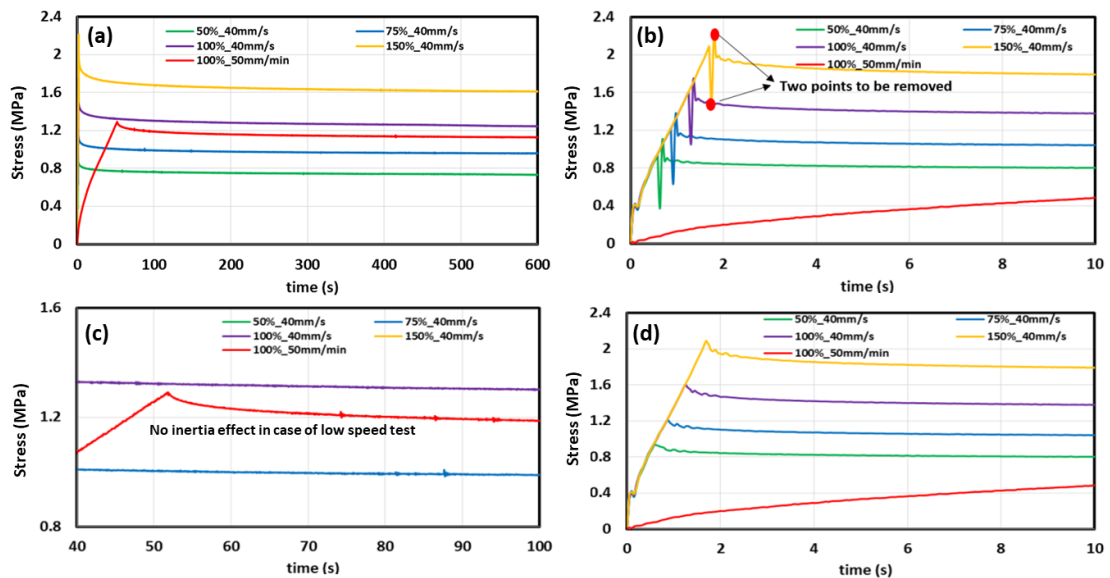 (a)
50%_40mm/s
75%_40mm/s
100%_40mm/s
150%_40mm/s
100%_50mm/min
2.4
2
1.6
1.2
0.8
0.4
0
Stress (MPa)
0 100 200 300 400 500 600
time (s)
(b)
50%_40mm/s
75%_40mm/s
100%_40mm/s
150%_40mm/s
100%_50mm/min
Two points to be removed
2.4
2
1.6
1.2
0.8
0.4
0
Stress (MPa)
0 2 4 6 8 10
time (s)
(c)
50%_40mm/s
75%_40mm/s
100%_40mm/s
150%_40mm/s
100%_50mm/min
No inertia effect in case of low speed test
1.6
1.2
0.8
Stress (MPa)
40 50 60 70 80 90 100
time (s)
(d)
50%_40mm/s
75%_40mm/s
100%_40mm/s
150%_40mm/s
100%_50mm/min
2.4
2
1.6
1.2
0.8
0.4
0
Stress (MPa)
0 2 4 6 8 10
time (s)